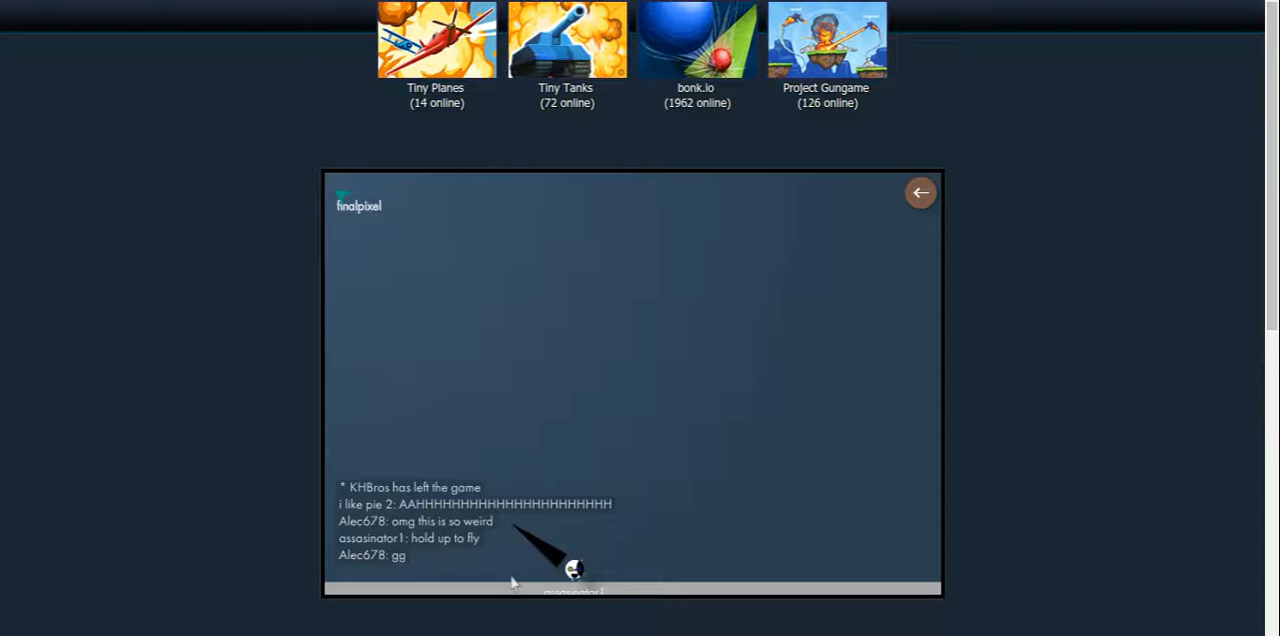 Tiny Planes
(14 online)
Tiny Tanks
(72 online)
bonk.io
(1962 online)
Project Gungame
(126 online)
finalpixel
* KHBros has left the game
i like pie 2: AAHHHHHHHHHHHHHHHHHHHHHH
Alec678: omg this is so weird
assasinator1: hold up to fly
Alec678: gg
assasinator1